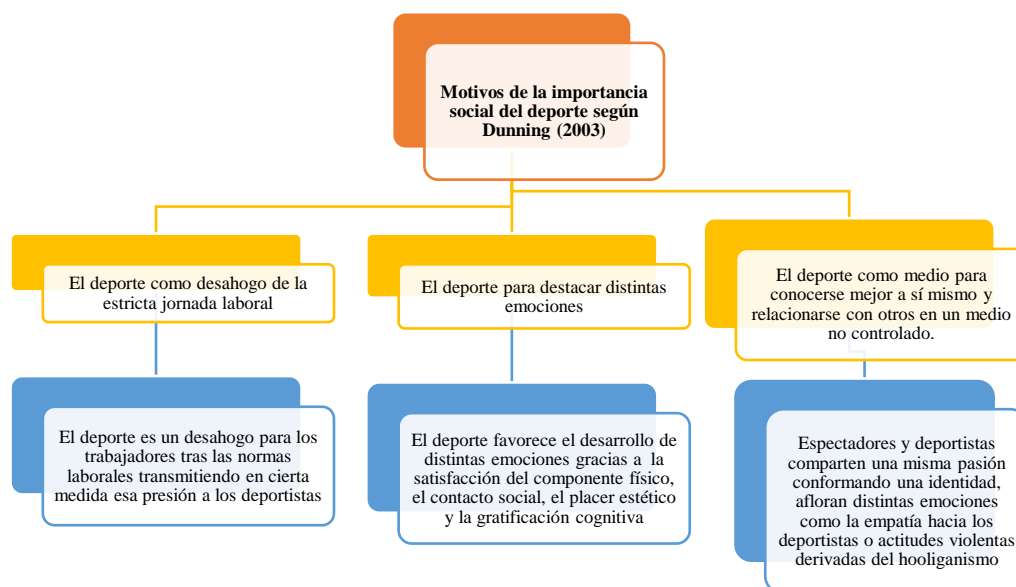 Motivos de la importancia
social del deporte según
Dunning (2003)
El deporte como desahogo de la
estricta jornada laboral
El deporte para destacar distintas
emociones
El deporte como medio para
conocerse mejor a sí mismo y
relacionarse con otros en un medio
no controlado.
El deporte es un desahogo para los
trabajadores tras las normas
laborales transmitiendo en cierta
medida esa presión a los deportistas
El deporte favorece el desarrollo de
distintas emociones gracias a la
satisfacción del componente físico,
el contacto social, el placer estético
y la gratificación cognitiva
Espectadores y deportistas
comparten una misma pasión
conformando una identidad,
afloran distintas emociones
como la empatía hacia los
deportistas o actitudes violentas
derivadas del hooliganismo